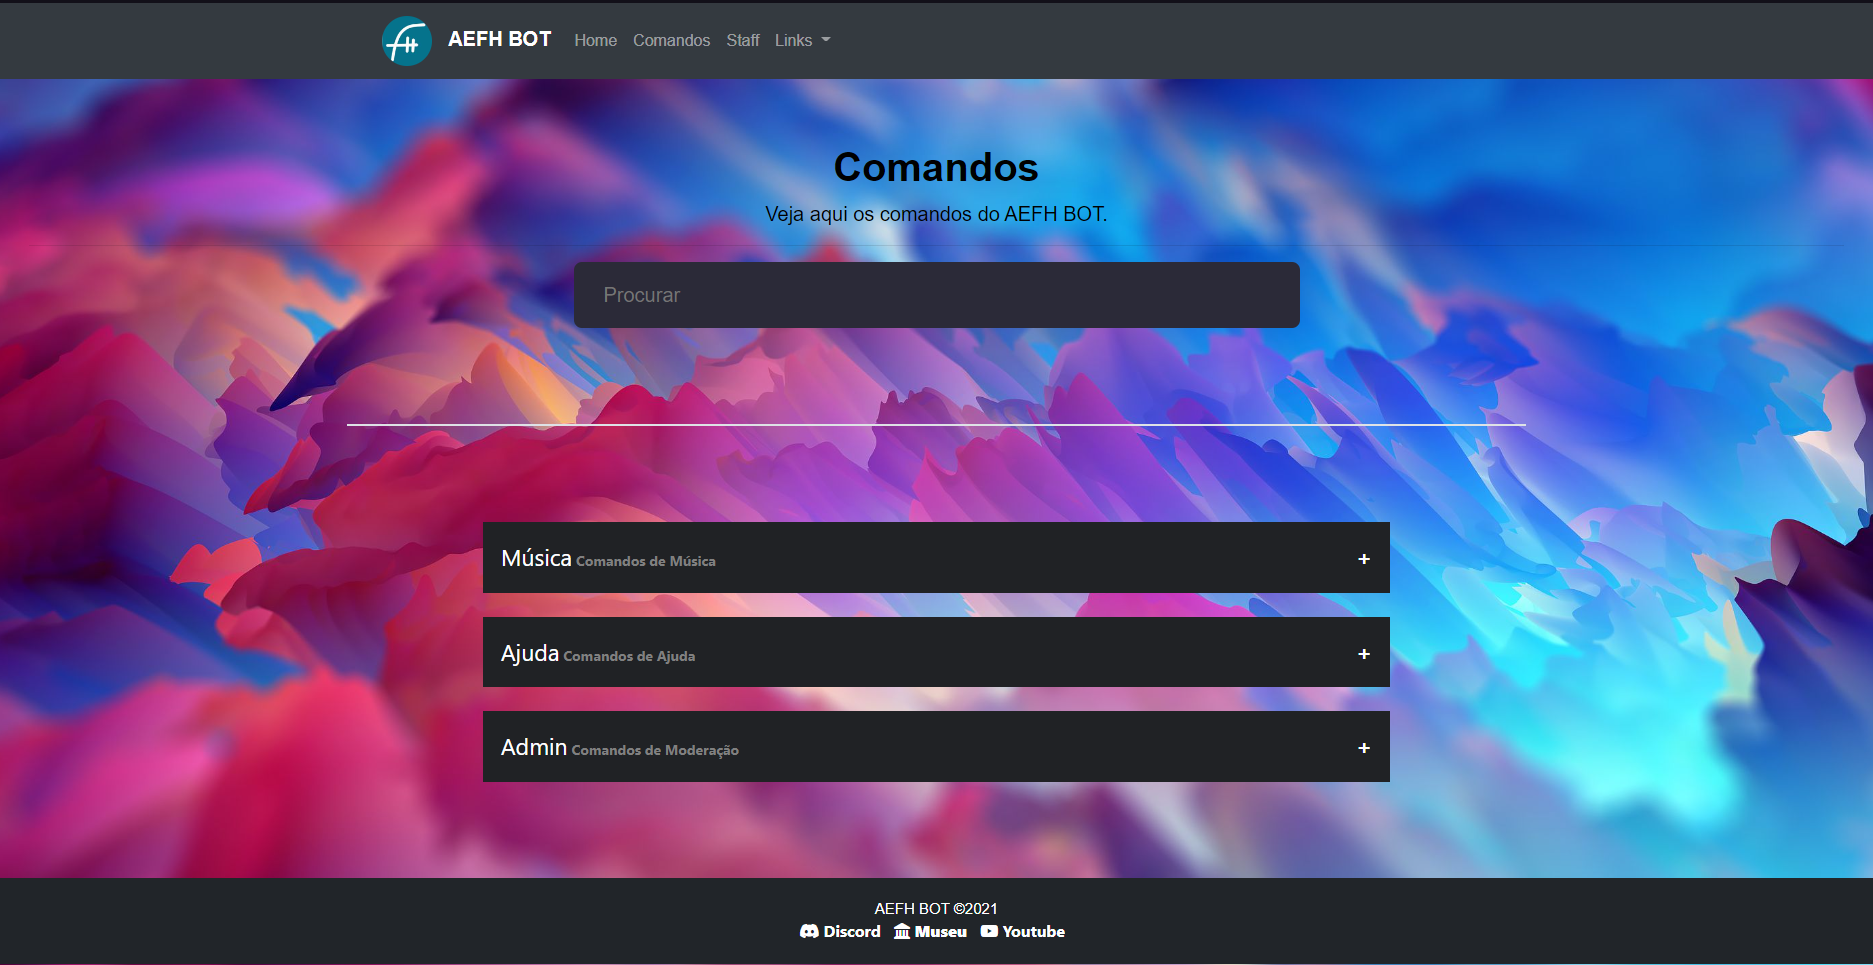 AEFH BOT Home Comandos Staff Links
Comandos
Veja aqui os comandos do AEFH BOT.
Procurar
Música Comandos de Música +
Ajuda Comandos de Ajuda +
Admin Comandos de Moderação +
AEFH BOT ©2021
Discord Museu Youtube